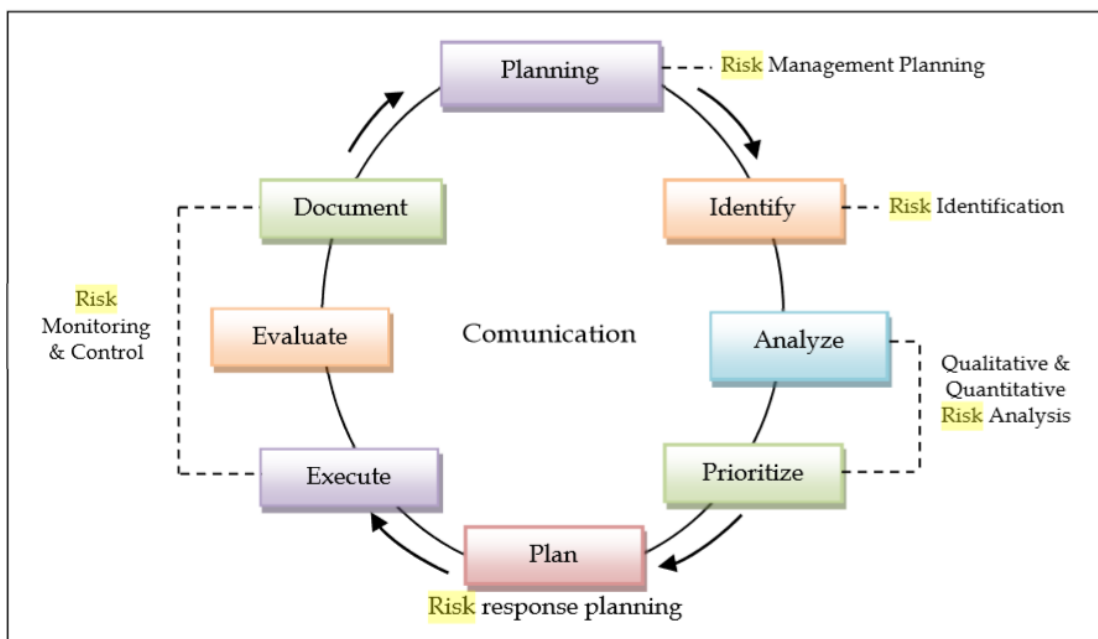 Planning
Risk Management Planning
Document
Identify
Risk Identification
Risk
Monitoring
& Control
Evaluate
Comunication
Analyze
Qualitative &
Quantitative
Risk Analysis
Execute
Prioritize
Plan
Risk response planning